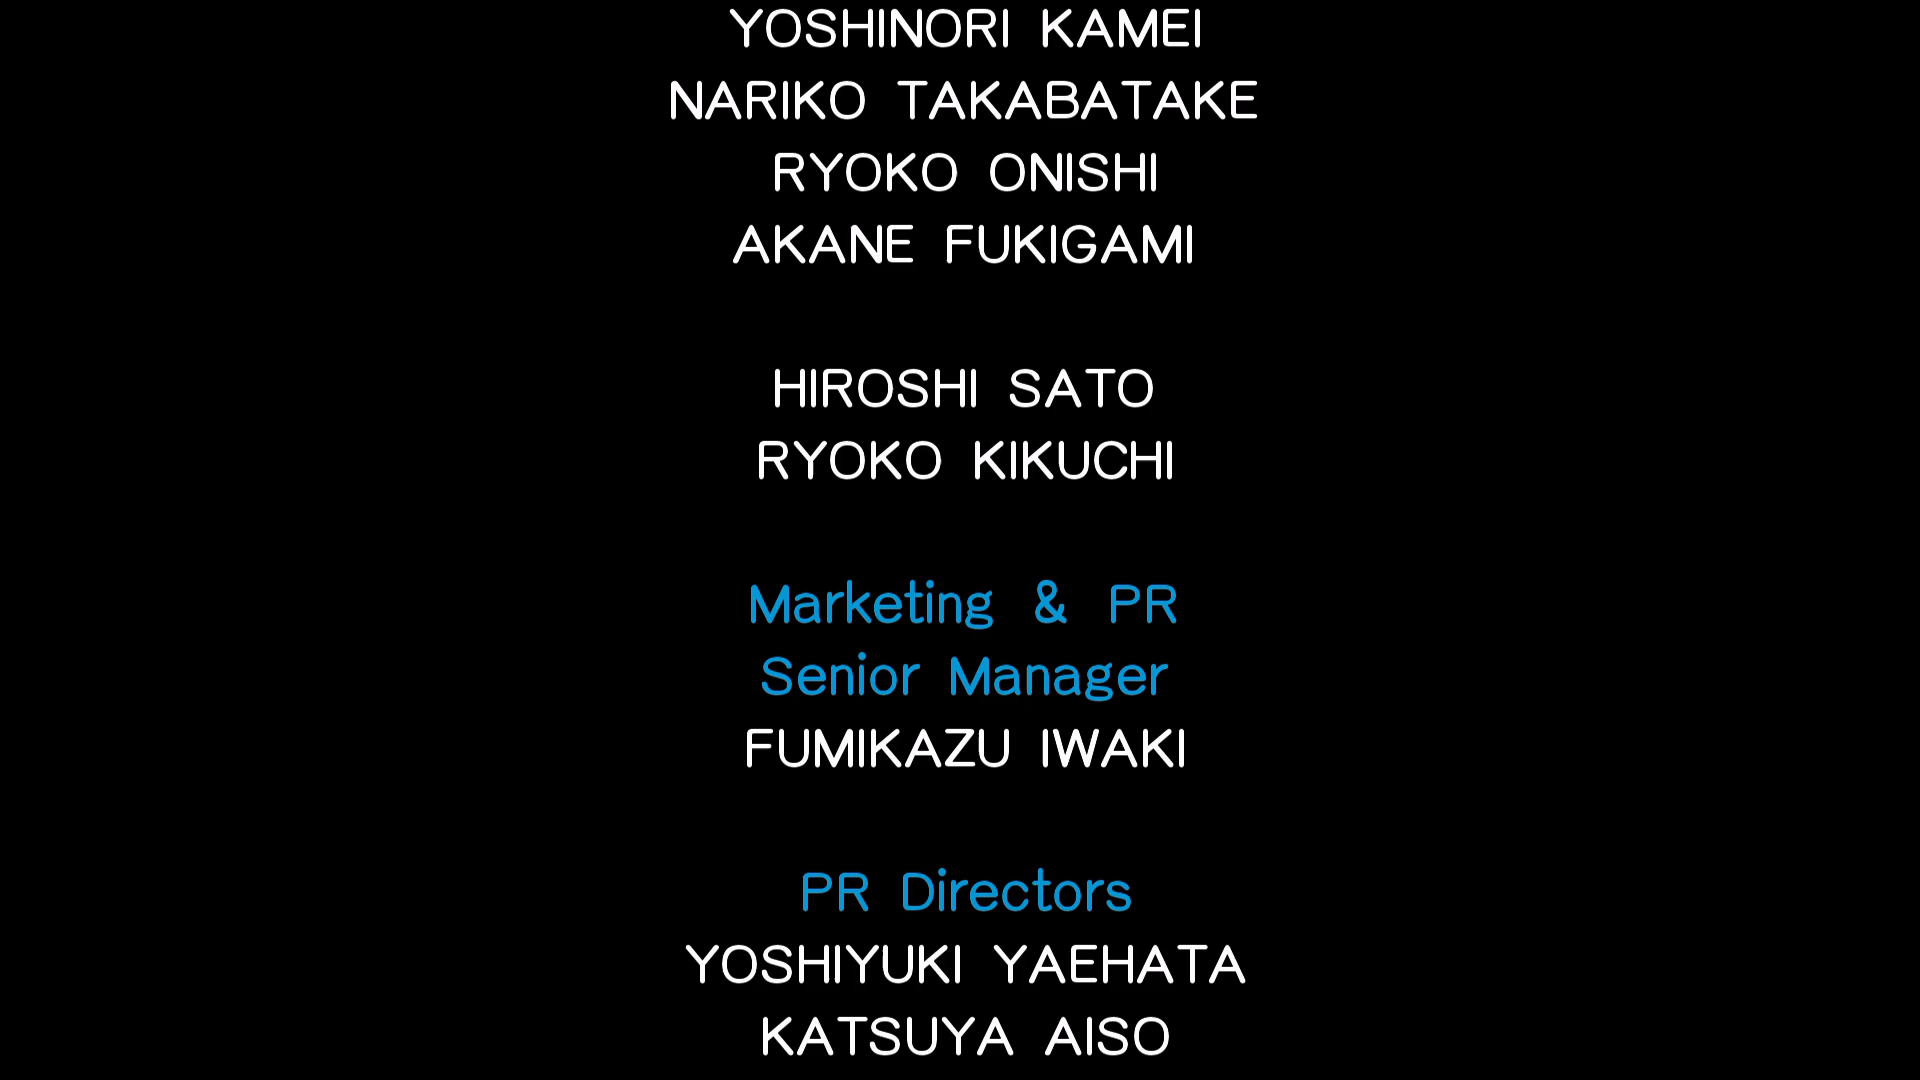 YOSHINORI KAMEI
NARIKO TAKABATAKE
RYOKO ONISHI
AKANE FUKIGAMI
HIROSHI SATO
RYOKO KIKUCHI
Marketing & PR
Senior Manager
FUMIKAZU IWAKI
PR Directors
YOSHIYUKI YAEHATA
KATSUYA AISO